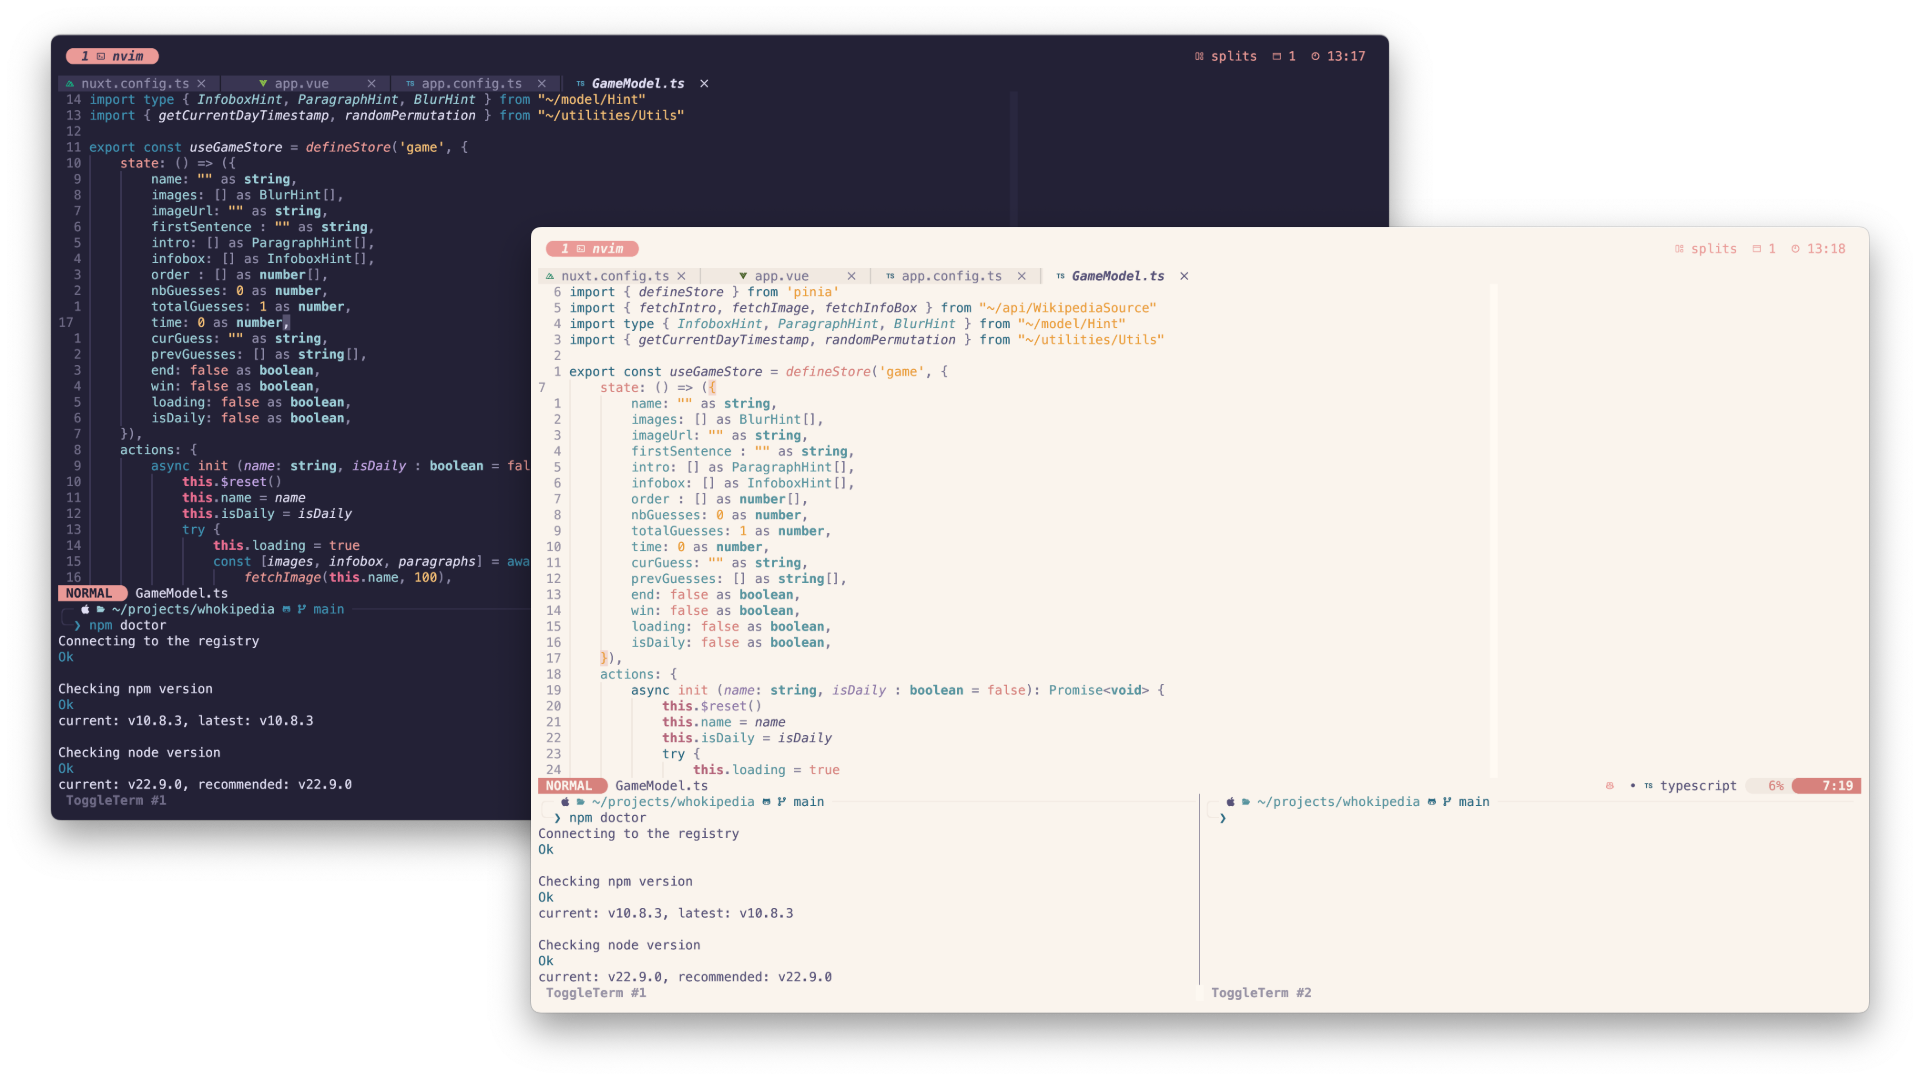 1 nvim
splits 1 13:17
nuxt.config.ts × app.vue × TS app.config.ts × TS GameModel.ts ×
14 import type { InfoboxHint, ParagraphHint, BlurHint } from "~/model/Hint"
13 import { getCurrentDayTimestamp, randomPermutation } from "~/utilities/Utils"
12
11 export const useGameStore = defineStore('game', {
10 state: () => ({
9 name: "" as string,
8 images: [] as BlurHint[],
7 imageUrl: "" as string,
6 firstSentence : "" as string,
5 intro: [] as ParagraphHint[],
4 infobox: [] as InfoboxHint[],
3 order : [] as number[],
2 nbGuesses: 0 as number,
1 totalGuesses: 1 as number,
17 time: 0 as number,
1 curGuess: "" as string,
2 prevGuesses: [] as string[],
3 end: false as boolean,
4 win: false as boolean,
5 loading: false as boolean,
6 isDaily: false as boolean,
7 }),
8 actions: {
9 async init (name: string, isDaily : boolean = fal
10 this.$reset()
11 this.name = name
12 this.isDaily = isDaily
13 try {
14 this.loading = true
15 const [images, infobox, paragraphs] = awa
16 fetchImage(this.name, 100),
NORMAL GameModel.ts
~/projects/whokipedia main
❯ npm doctor
Connecting to the registry
Ok
Checking npm version
Ok
current: v10.8.3, latest: v10.8.3
Checking node version
Ok
current: v22.9.0, recommended: v22.9.0
ToggleTerm #1
1 nvim
splits 1 13:18
nuxt.config.ts × app.vue × TS app.config.ts × TS GameModel.ts ×
6 import { defineStore } from 'pinia'
5 import { fetchIntro, fetchImage, fetchInfoBox } from "~/api/WikipediaSource"
4 import type { InfoboxHint, ParagraphHint, BlurHint } from "~/model/Hint"
3 import { getCurrentDayTimestamp, randomPermutation } from "~/utilities/Utils"
2
1 export const useGameStore = defineStore('game', {
7 state: () => ({
1 name: "" as string,
2 images: [] as BlurHint[],
3 imageUrl: "" as string,
4 firstSentence : "" as string,
5 intro: [] as ParagraphHint[],
6 infobox: [] as InfoboxHint[],
7 order : [] as number[],
8 nbGuesses: 0 as number,
9 totalGuesses: 1 as number,
10 time: 0 as number,
11 curGuess: "" as string,
12 prevGuesses: [] as string[],
13 end: false as boolean,
14 win: false as boolean,
15 loading: false as boolean,
16 isDaily: false as boolean,
17 }),
18 actions: {
19 async init (name: string, isDaily : boolean = false): Promise<void> {
20 this.$reset()
21 this.name = name
22 this.isDaily = isDaily
23 try {
24 this.loading = true
NORMAL GameModel.ts
• TS typescript 6% 7:19
~/projects/whokipedia main
❯ npm doctor
Connecting to the registry
Ok
Checking npm version
Ok
current: v10.8.3, latest: v10.8.3
Checking node version
Ok
current: v22.9.0, recommended: v22.9.0
ToggleTerm #1
~/projects/whokipedia main
❯
ToggleTerm #2